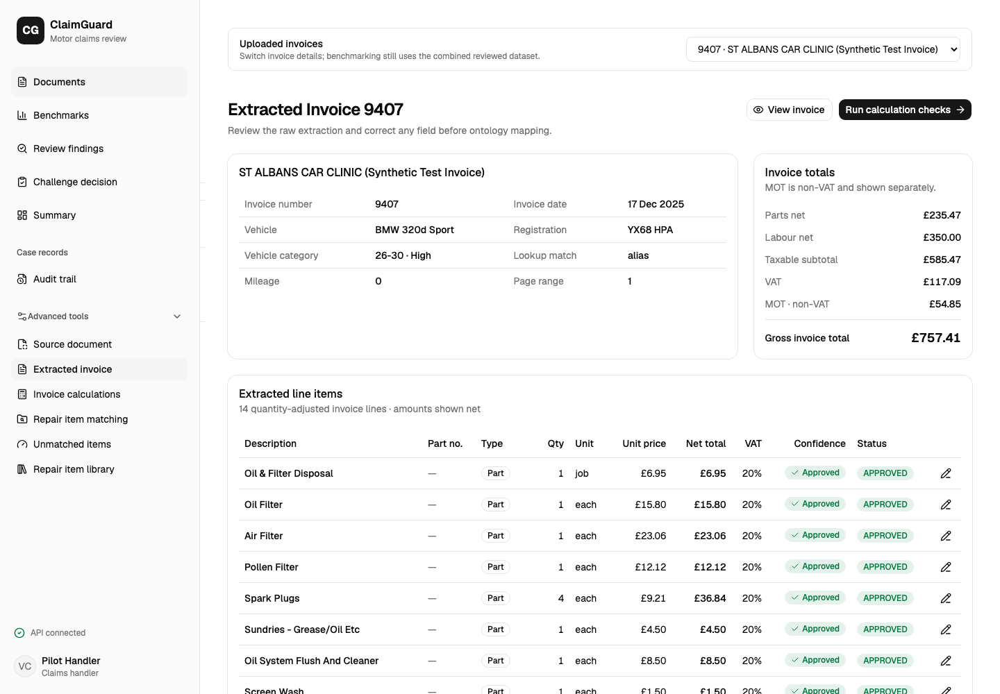 CG
ClaimGuard
Motor claims review
Documents
Benchmarks
Review findings
Challenge decision
Summary
Case records
Audit trail
Advanced tools
Source document
Extracted invoice
Invoice calculations
Repair item matching
Unmatched items
Repair item library
API connected
VC
Pilot Handler
Claims handler
Uploaded invoices
Switch invoice details; benchmarking still uses the combined reviewed dataset.
9407 · ST ALBANS CAR CLINIC (Synthetic Test Invoice)
Extracted Invoice 9407
Review the raw extraction and correct any field before ontology mapping.
View invoice
Run calculation checks
ST ALBANS CAR CLINIC (Synthetic Test Invoice)
Invoice number 9407 Invoice date 17 Dec 2025
Vehicle BMW 320d Sport Registration YX68 HPA
Vehicle category 26-30 · High Lookup match alias
Mileage 0 Page range 1
Invoice totals
MOT is non-VAT and shown separately.
Parts net £235.47
Labour net £350.00
Taxable subtotal £585.47
VAT £117.09
MOT · non-VAT £54.85
Gross invoice total £757.41
Extracted line items
14 quantity-adjusted invoice lines · amounts shown net
Description Part no. Type Qty Unit Unit price Net total VAT Confidence Status
Oil & Filter Disposal — Part 1 job £6.95 £6.95 20% Approved APPROVED
Oil Filter — Part 1 each £15.80 £15.80 20% Approved APPROVED
Air Filter — Part 1 each £23.06 £23.06 20% Approved APPROVED
Pollen Filter — Part 1 each £12.12 £12.12 20% Approved APPROVED
Spark Plugs — Part 4 each £9.21 £36.84 20% Approved APPROVED
Sundries - Grease/Oil Etc — Part 1 each £4.50 £4.50 20% Approved APPROVED
Oil System Flush And Cleaner — Part 1 each £8.50 £8.50 20% Approved APPROVED
Screen Wash — Part 1 each £1.50 £1.50 20% Approved APPROVED